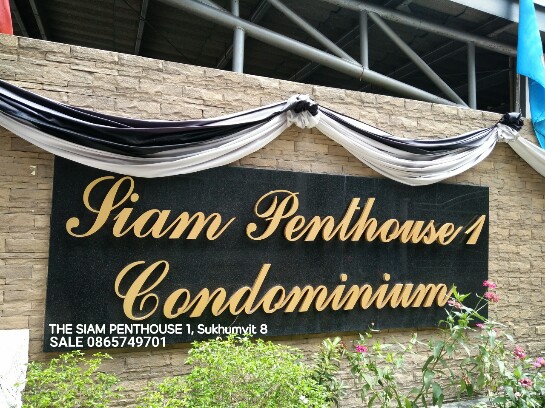 Siam Penthouse 1
Condominium
THE SIAM PENTHOUSE 1, Sukhumvit 8
SALE 0865749701